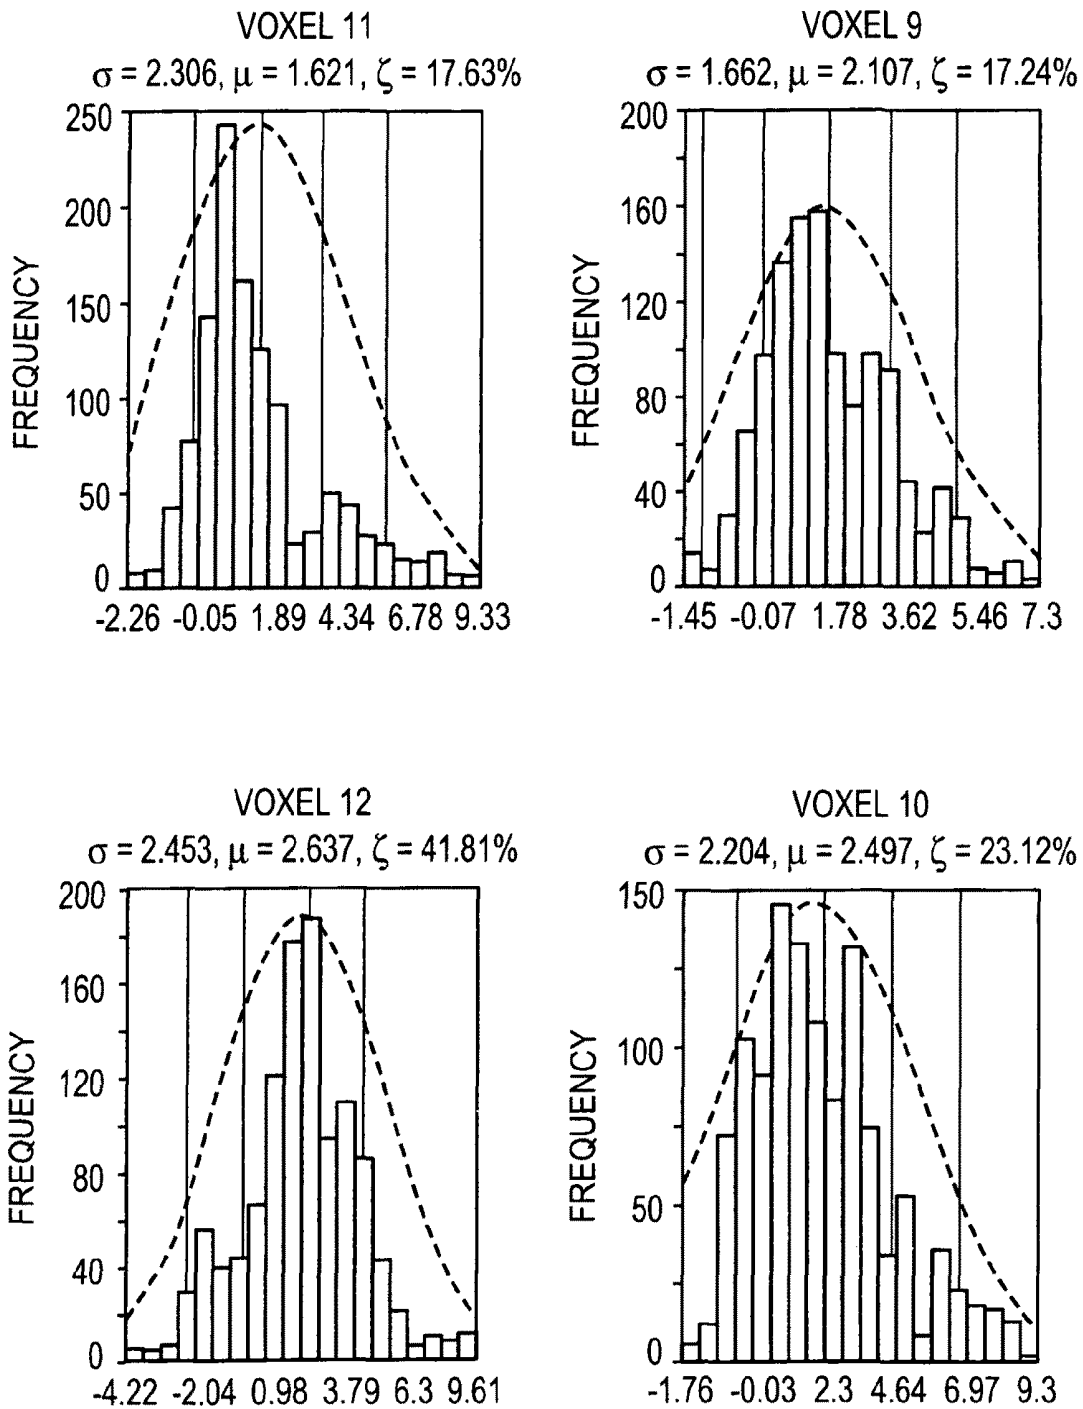 VOXEL 11
σ = 2.306, μ = 1.621, ζ = 17.63%
250
200
150
100
50
0
FREQUENCY
-2.26 -0.05 1.89 4.34 6.78 9.33
VOXEL 9
σ = 1.662, μ = 2.107, ζ = 17.24%
200
160
120
80
40
0
FREQUENCY
-1.45 -0.07 1.78 3.62 5.46 7.3
VOXEL 12
σ = 2.453, μ = 2.637, ζ = 41.81%
200
160
120
80
40
0
FREQUENCY
-4.22 -2.04 0.98 3.79 6.3 9.61
VOXEL 10
σ = 2.204, μ = 2.497, ζ = 23.12%
150
100
50
0
FREQUENCY
-1.76 -0.03 2.3 4.64 6.97 9.3